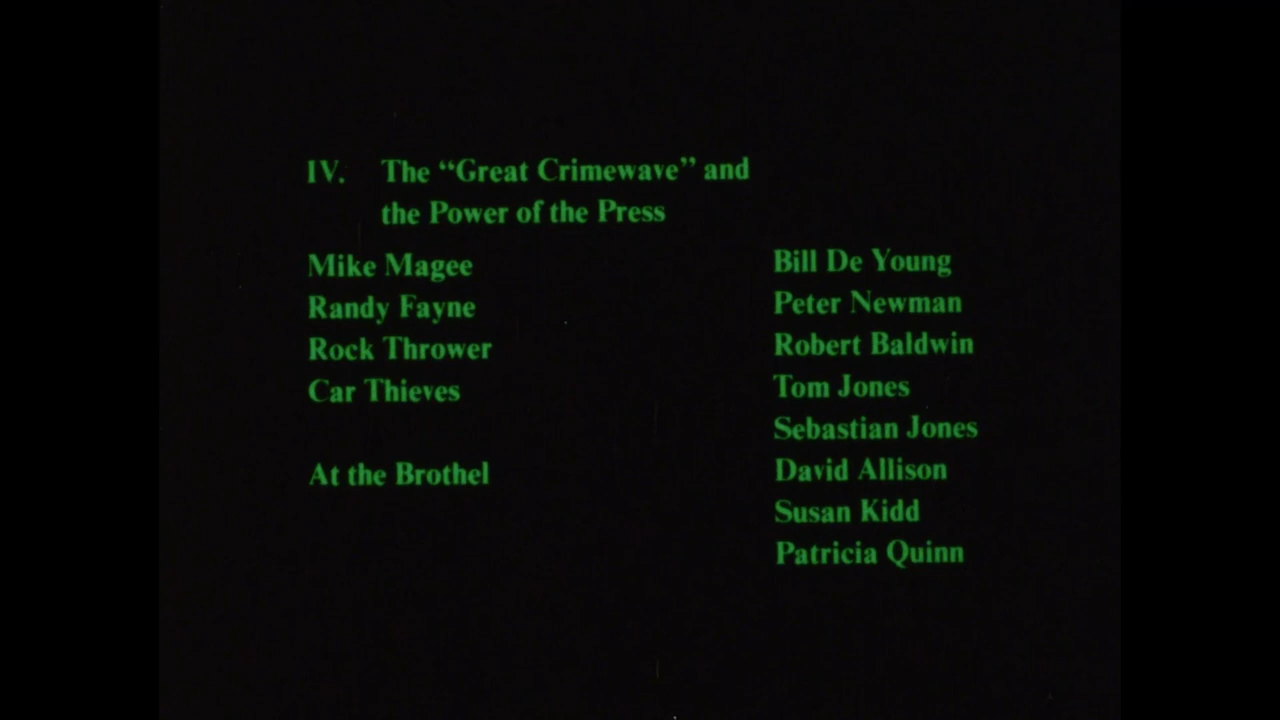 IV. The “Great Crimewave” and
the Power of the Press
Mike Magee Bill De Young
Randy Fayne Peter Newman
Rock Thrower Robert Baldwin
Car Thieves Tom Jones
Sebastian Jones
At the Brothel David Allison
Susan Kidd
Patricia Quinn